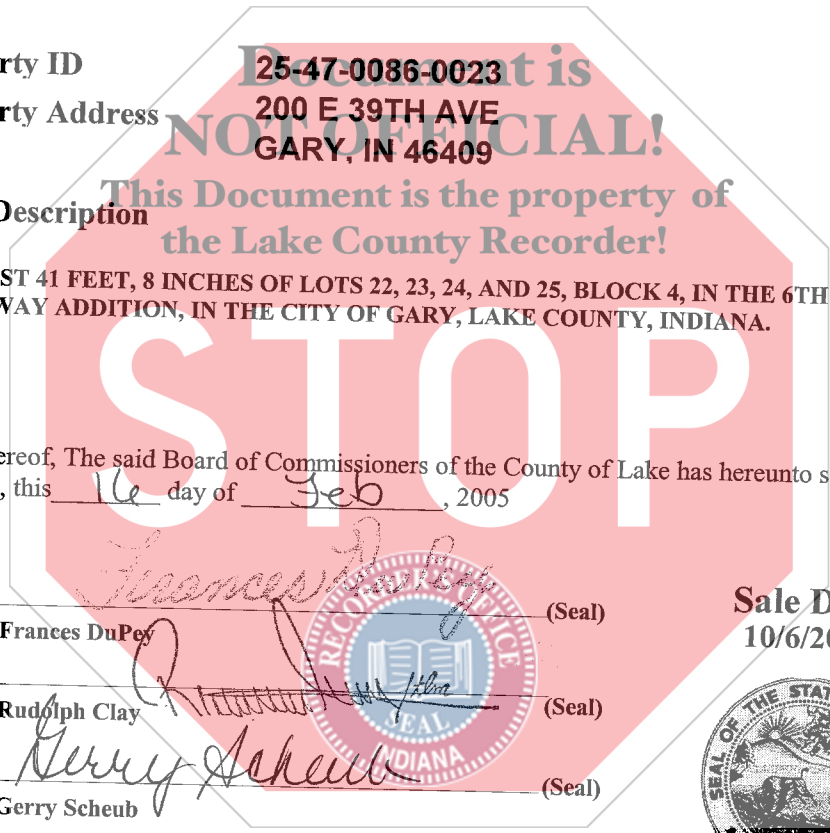 rty ID 25-47-0086-0023
rty Address 200 E 39TH AVE
GARY, IN 46409
Document is
NOT OFFICIAL!
This Document is the property of
the Lake County Recorder!
Description
ST 41 FEET, 8 INCHES OF LOTS 22, 23, 24, AND 25, BLOCK 4, IN THE 6TH
WAY ADDITION, IN THE CITY OF GARY, LAKE COUNTY, INDIANA.
STOP
ereof, The said Board of Commissioners of the County of Lake has hereunto s
, this 16 day of Feb, 2005
Frances DuPey (Seal)
Frances DuPey
(Seal)
Rudolph Clay
Gerry Scheub (Seal)
Gerry Scheub
Sale D
10/6/20
RECORDER'S OFFICE
SEAL
INDIANA
SEAL OF THE STAT